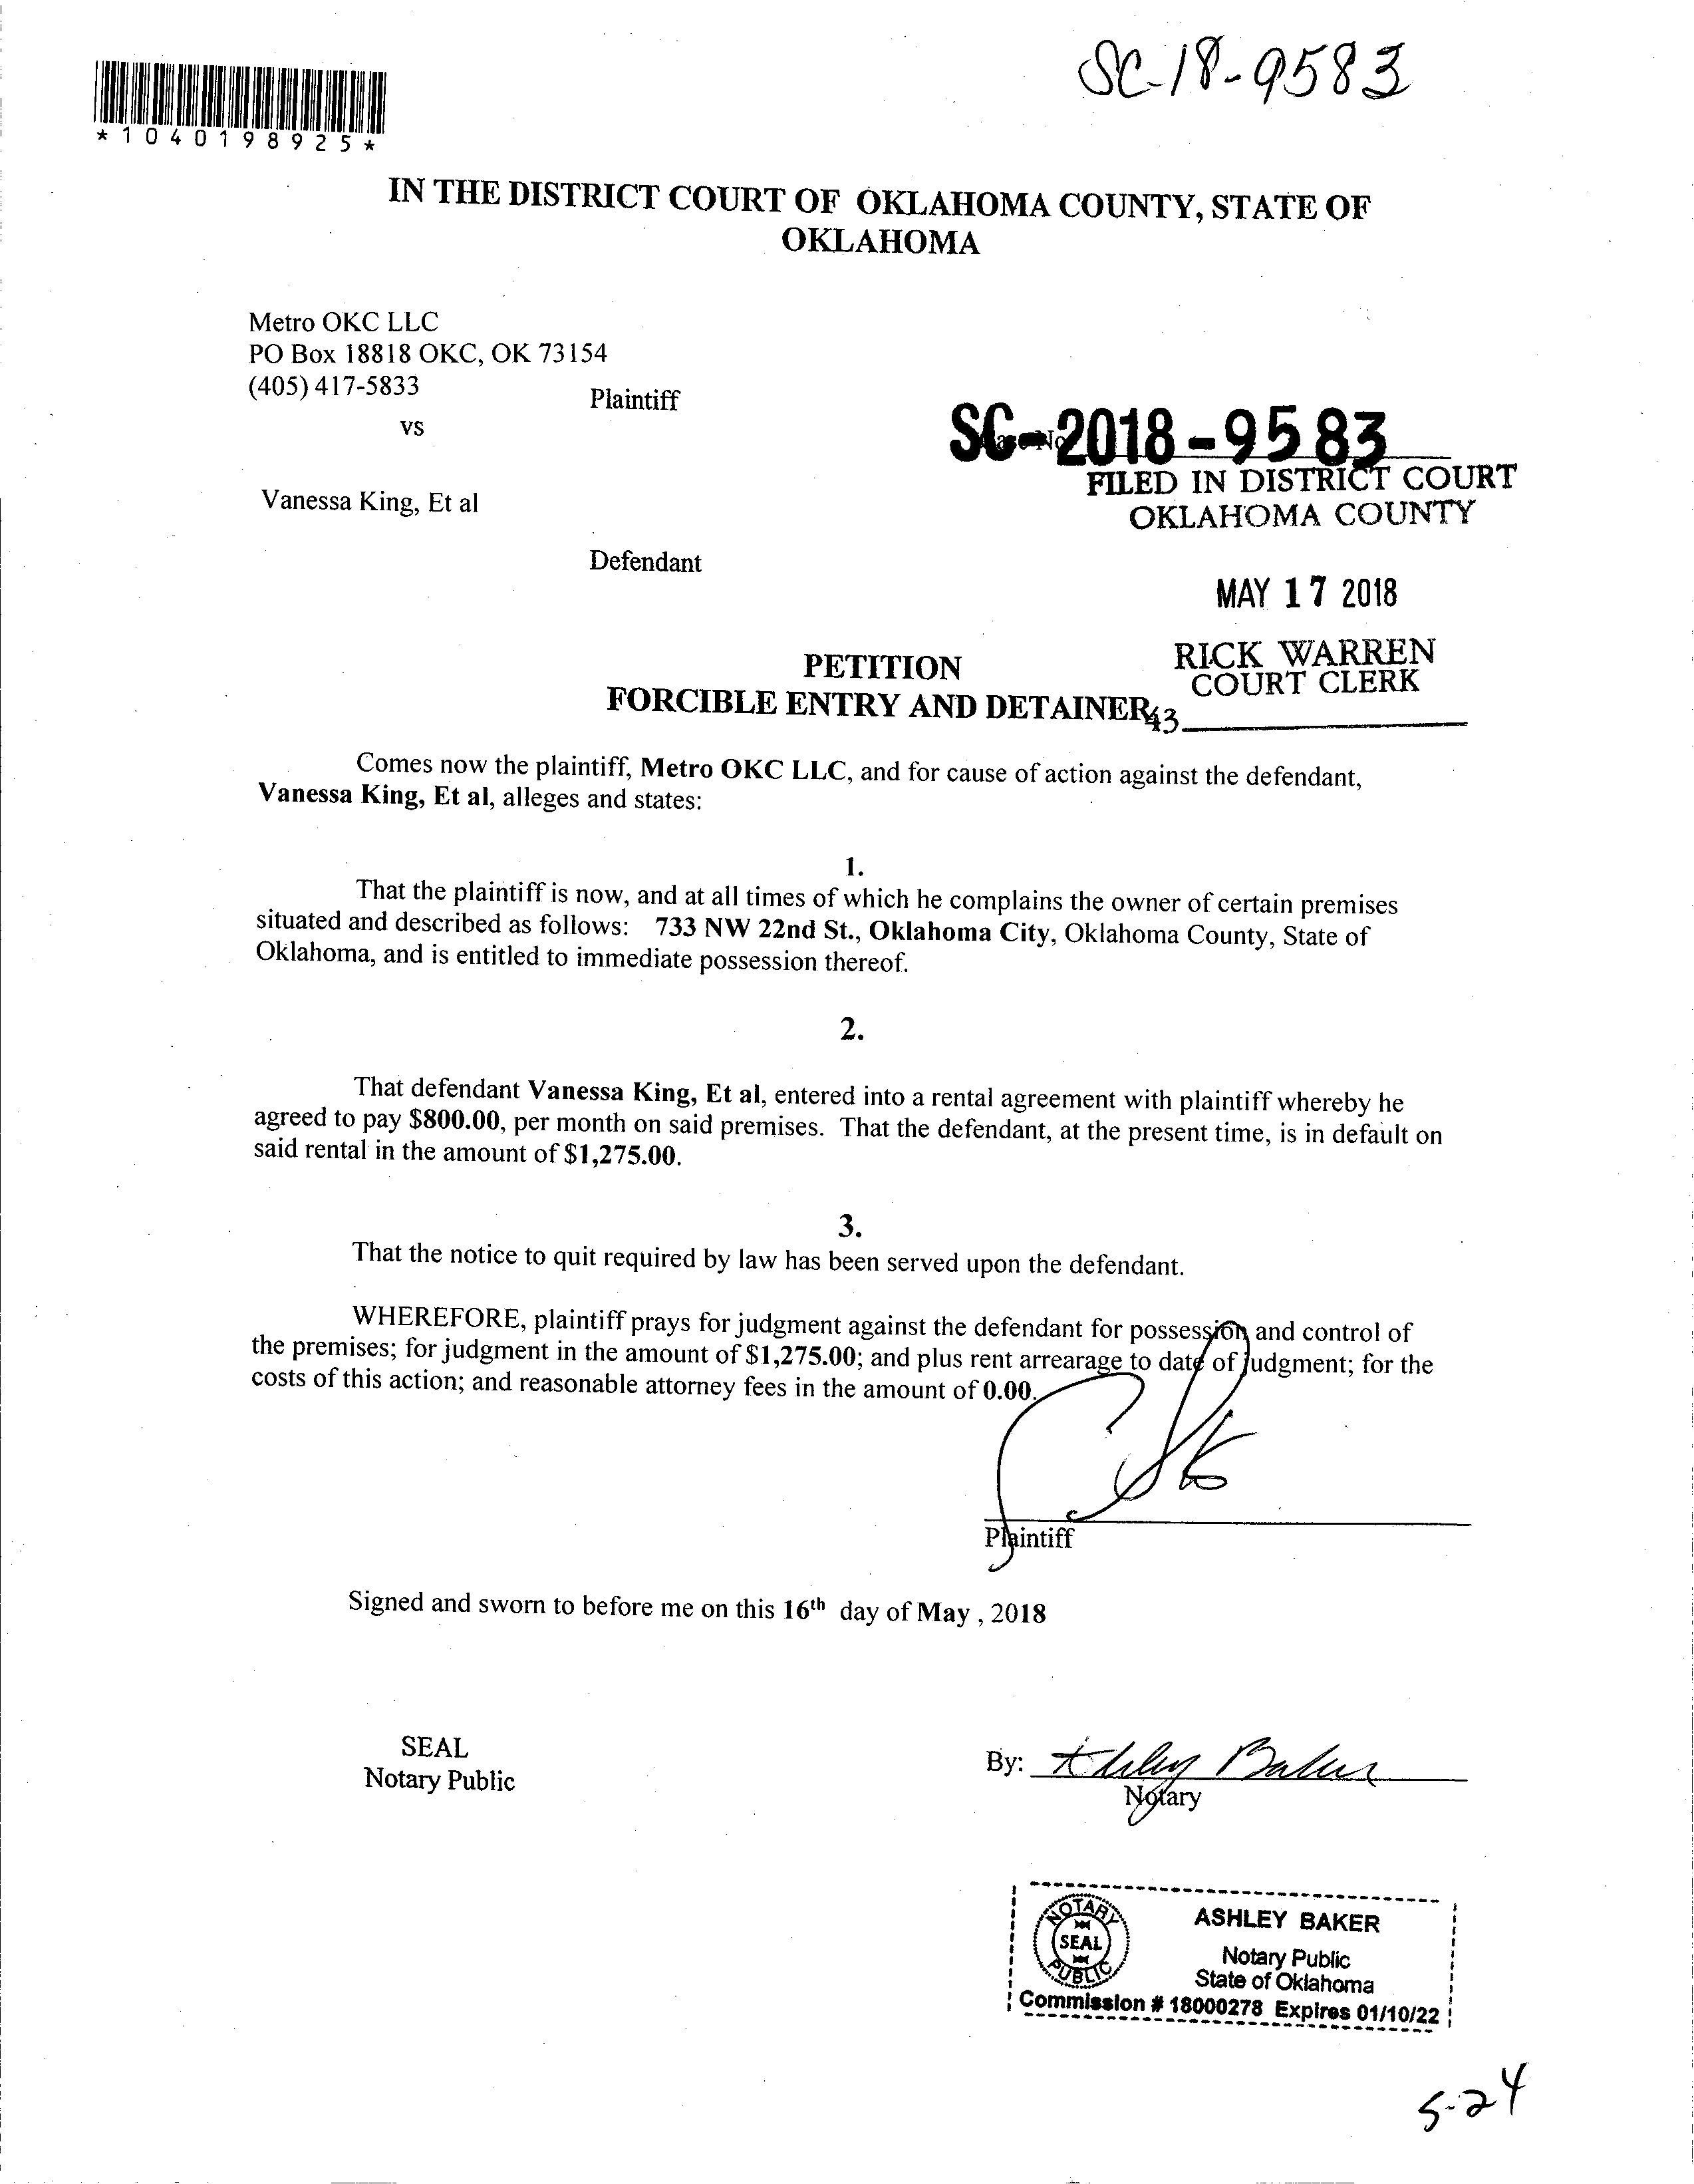 SC-18-9583
*1040198925*
IN THE DISTRICT COURT OF OKLAHOMA COUNTY, STATE OF
OKLAHOMA
Metro OKC LLC
PO Box 18818 OKC, OK 73154
(405) 417-5833
Plaintiff
vs
SC-2018-9583
FILED IN DISTRICT COURT
OKLAHOMA COUNTY
Vanessa King, Et al
Defendant
MAY 17 2018
RICK WARREN
COURT CLERK
PETITION
FORCIBLE ENTRY AND DETAINER
43
Comes now the plaintiff, Metro OKC LLC, and for cause of action against the defendant,
Vanessa King, Et al, alleges and states:
1.
That the plaintiff is now, and at all times of which he complains the owner of certain premises
situated and described as follows: 733 NW 22nd St., Oklahoma City, Oklahoma County, State of
Oklahoma, and is entitled to immediate possession thereof.
2.
That defendant Vanessa King, Et al, entered into a rental agreement with plaintiff whereby he
agreed to pay $800.00, per month on said premises. That the defendant, at the present time, is in default on
said rental in the amount of $1,275.00.
3.
That the notice to quit required by law has been served upon the defendant.
WHEREFORE, plaintiff prays for judgment against the defendant for possession and control of
the premises; for judgment in the amount of $1,275.00; and plus rent arrearage to date of judgment; for the
costs of this action; and reasonable attorney fees in the amount of 0.00.
Plaintiff
Signed and sworn to before me on this 16th day of May , 2018
SEAL
Notary Public
By: Ashley Baker
Notary
NOTARY
SEAL
PUBLIC
ASHLEY BAKER
Notary Public
State of Oklahoma
Commission # 18000278 Expires 01/10/22
5-24